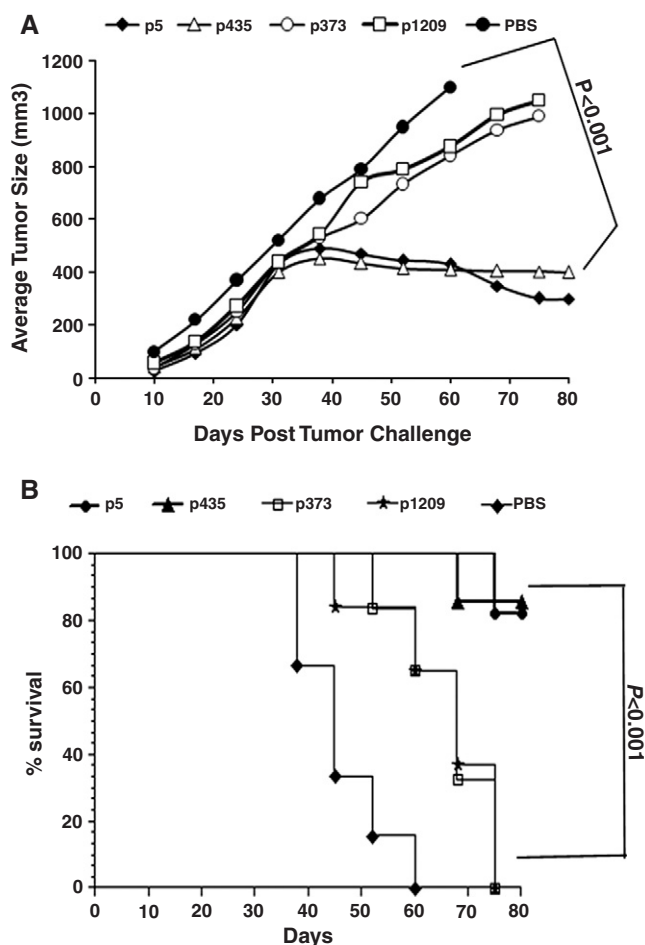 A
p5 p435 p373 p1209 PBS
1200
1000
800
600
400
200
0
Average Tumor Size (mm3)
P<0.001
0 10 20 30 40 50 60 70 80
Days Post Tumor Challenge
B
p5 p435 p373 p1209 PBS
100
80
60
40
20
0
% survival
P<0.001
0 10 20 30 40 50 60 70 80
Days